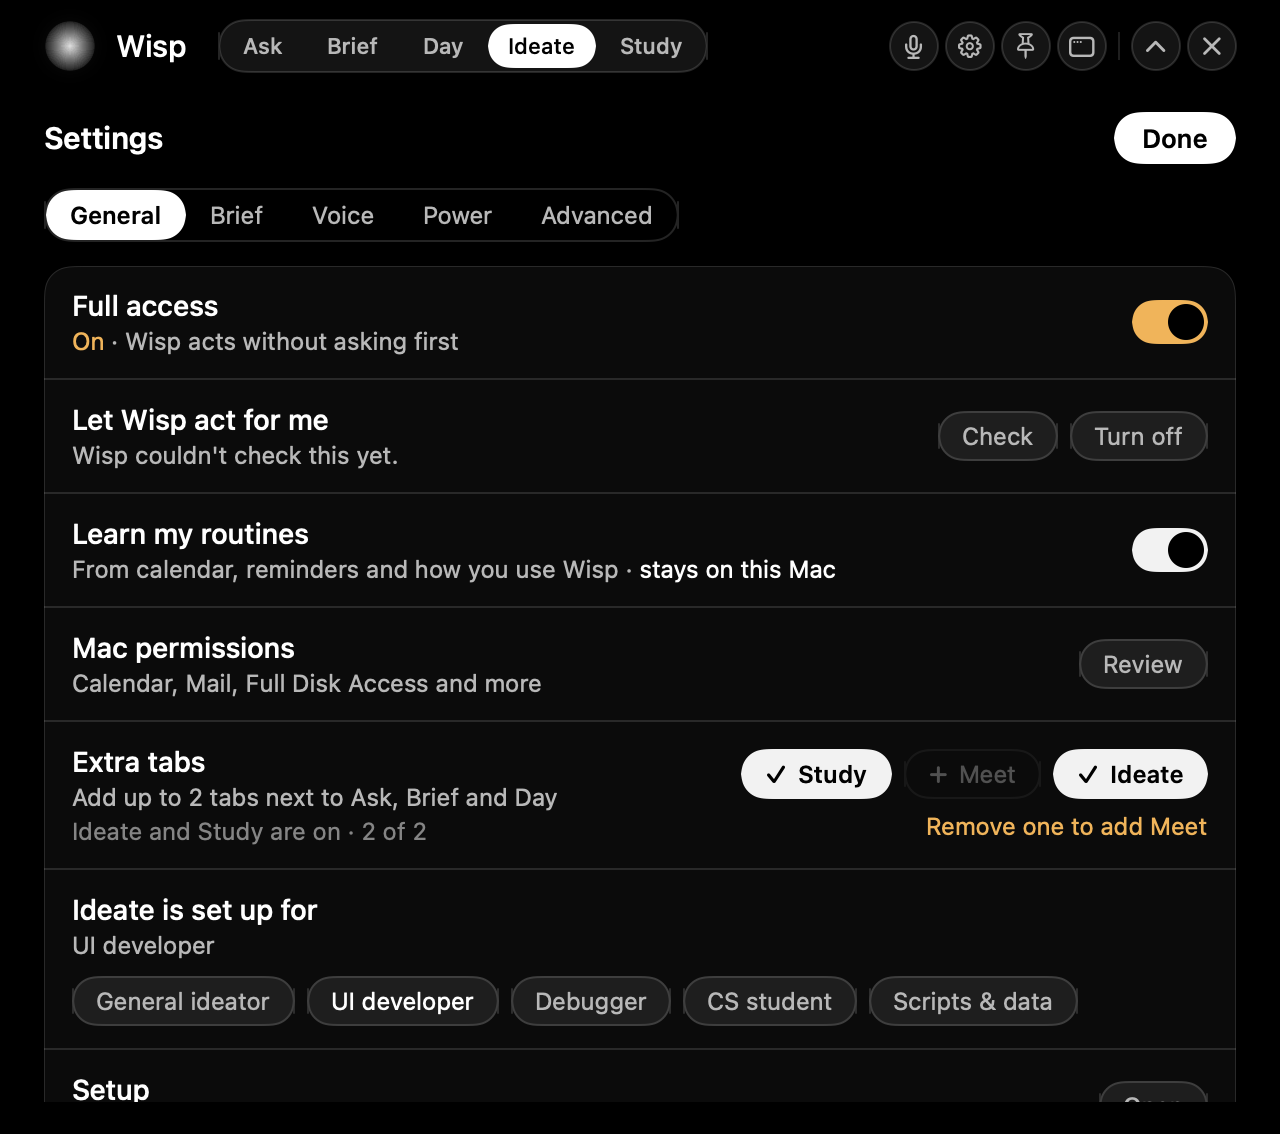 Wisp Ask Brief Day Ideate Study
Settings Done
General Brief Voice Power Advanced
Full access
On · Wisp acts without asking first
Let Wisp act for me
Wisp couldn't check this yet.
Check Turn off
Learn my routines
From calendar, reminders and how you use Wisp · stays on this Mac
Mac permissions
Calendar, Mail, Full Disk Access and more
Review
Extra tabs
Add up to 2 tabs next to Ask, Brief and Day
Ideate and Study are on · 2 of 2
✓ Study + Meet ✓ Ideate
Remove one to add Meet
Ideate is set up for
UI developer
General ideator UI developer Debugger CS student Scripts & data
Setup